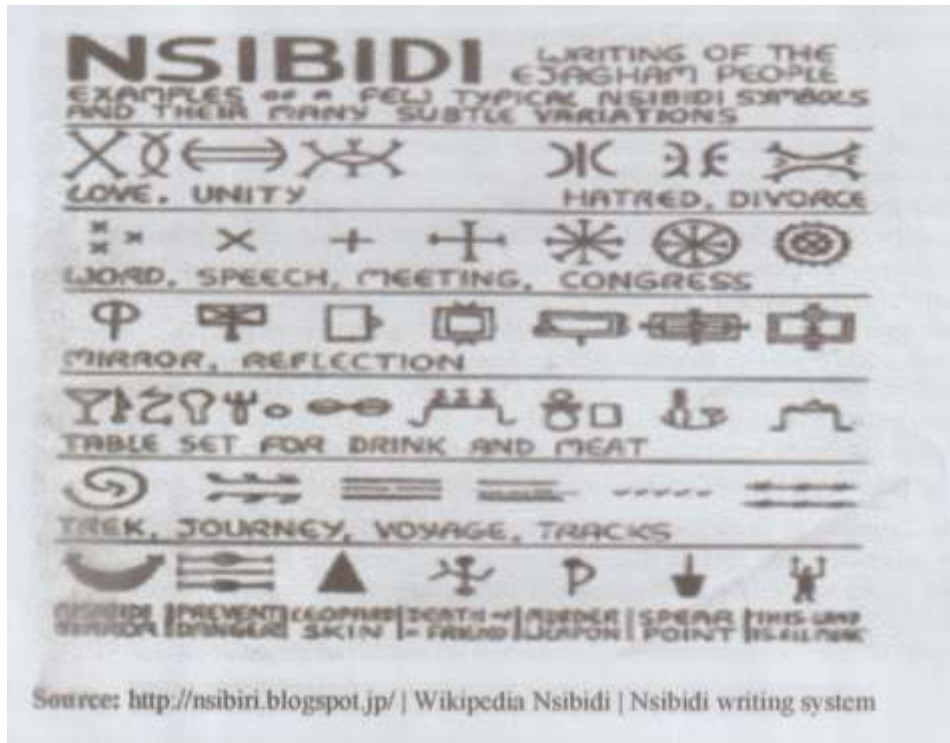 NSIBIDI WRITING OF THE
EJAGHAM PEOPLE
EXAMPLES OF A FEW TYPICAL NSIBIDI SYMBOLS
AND THEIR MANY SUBTLE VARIATIONS
LOVE, UNITY HATRED, DIVORCE
WORD, SPEECH, MEETING, CONGRESS
MIRROR, REFLECTION
TABLE SET FOR DRINK AND MEAT
TREK, JOURNEY, VOYAGE, TRACKS
NSIBIDI MIRROR
PREVENT DANGER!
LEOPARD SKIN
DEATH OF FRIEND
MURDER WEAPON
SPEAR POINT
THIS LAND IS ALL MINE
Source: http://nsibiri.blogspot.jp/ | Wikipedia Nsibidi | Nsibidi writing system